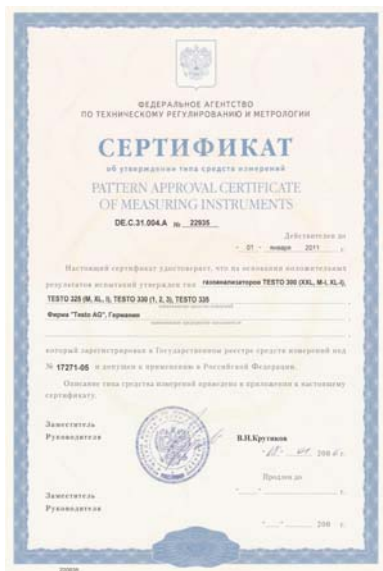 ФЕДЕРАЛЬНОЕ АГЕНТСТВО
ПО ТЕХНИЧЕСКОМУ РЕГУЛИРОВАНИЮ И МЕТРОЛОГИИ
СЕРТИФИКАТ
об утверждении типа средств измерений
PATTERN APPROVAL CERTIFICATE
OF MEASURING INSTRUMENTS
DE.C.31.004.A № 22935
Действителен до
" 01 " января 2011 г.
Настоящий сертификат удостоверяет, что на основании положительных
результатов испытаний утвержден тип газоанализаторов TESTO 350 (XXL, M-I, XL-I),
TESTO 325 (M, XL, I), TESTO 330 (1, 2, 3), TESTO 335
Фирма "Testo AG", Германия
который зарегистрирован в Государственном реестре средств измерений под
№ 17271-05 и допущен к применению в Российской Федерации.
Описание типа средства измерений приведено в приложении к настоящему
сертификату.
Заместитель
Руководителя
В.Н.Крутиков
200 6 г.
Продлен до
" " г.
Заместитель
Руководителя
" " 200 г.